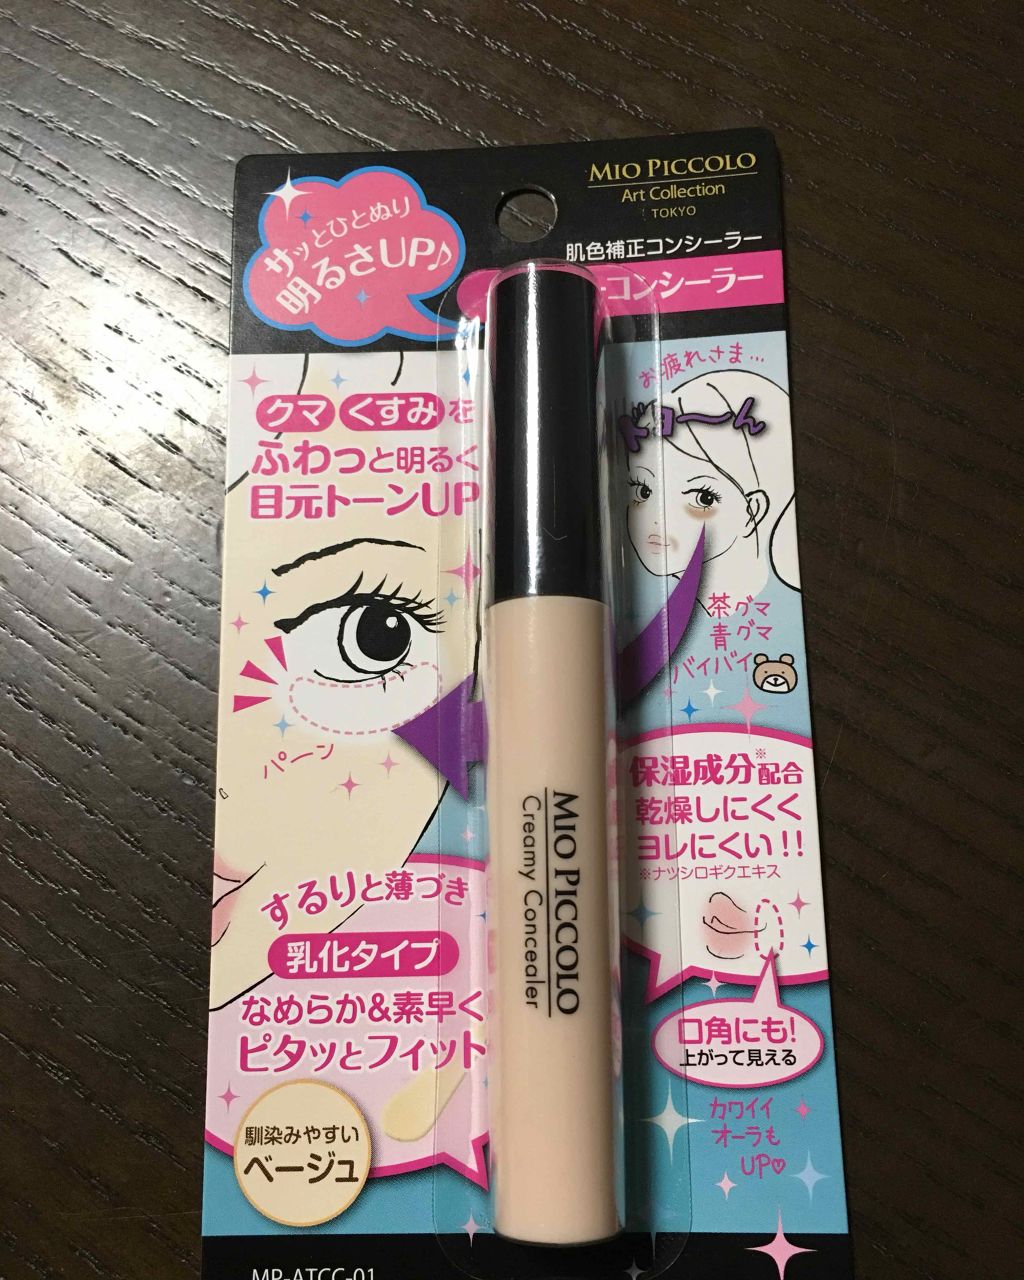 MIO PICCOLO
Art Collection
TOKYO
肌色補正コンシーラー
ーコンシーラー
サッとひとぬり
明るさUP♪
クマ くすみを
ふわっと明るく
目元トーンUP
パーン
お疲れさま…
ドヨ〜ん
茶グマ
青グマ
バイバイ
保湿成分※配合
乾燥しにくく
ヨレにくい!!
※ナツシロギクエキス
口角にも!
上がって見える
カワイイ
オーラも
UP♡
するりと薄づき
乳化タイプ
なめらか&素早く
ピタッとフィット
馴染みやすい
ベージュ
MIO PICCOLO
Creamy Concealer
MP-ATCC-01